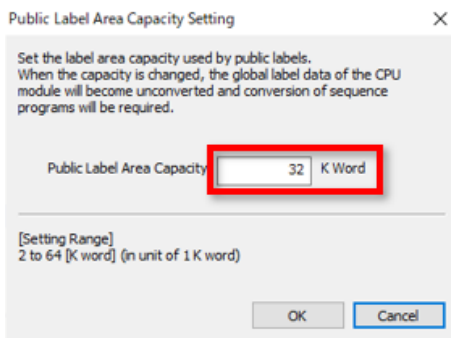 Public Label Area Capacity Setting
Set the label area capacity used by public labels.
When the capacity is changed, the global label data of the CPU
module will become unconverted and conversion of sequence
programs will be required.
Public Label Area Capacity 32 K Word
[Setting Range]
2 to 64 [K word] (in unit of 1 K word)
OK Cancel